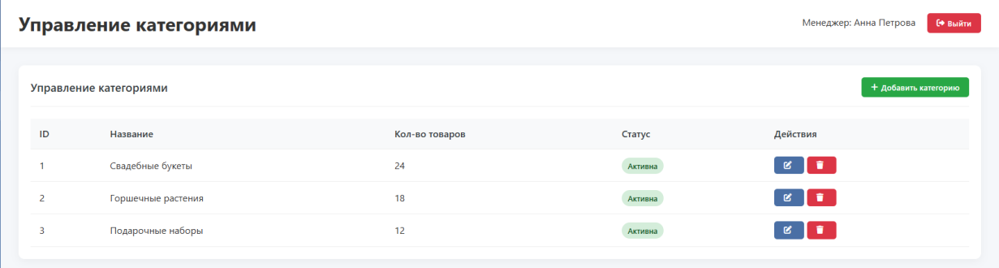 Управление категориями
Менеджер: Анна Петрова
Выйти
Управление категориями
+ Добавить категорию
ID Название Кол-во товаров Статус Действия
1 Свадебные букеты 24 Активна
2 Горшечные растения 18 Активна
3 Подарочные наборы 12 Активна